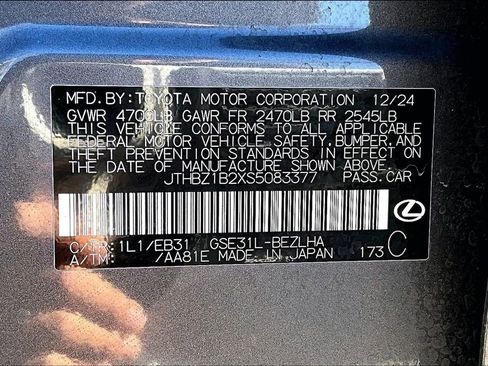 MFD. BY: TOYOTA MOTOR CORPORATION 12/24
GVWR 4700LB GAWR FR 2470LB RR 2545LB
THIS VEHICLE CONFORMS TO ALL APPLICABLE
FEDERAL MOTOR VEHICLE SAFETY, BUMPER, AND
THEFT PREVENTION STANDARDS IN EFFECT ON
THE DATE OF MANUFACTURE SHOWN ABOVE.
JTHBZ1B2XS5083377 PASS. CAR
C/TR: 1L1/EB31 GSE31L-BEZLHA
A/TM: /AA81E MADE IN JAPAN 173 C